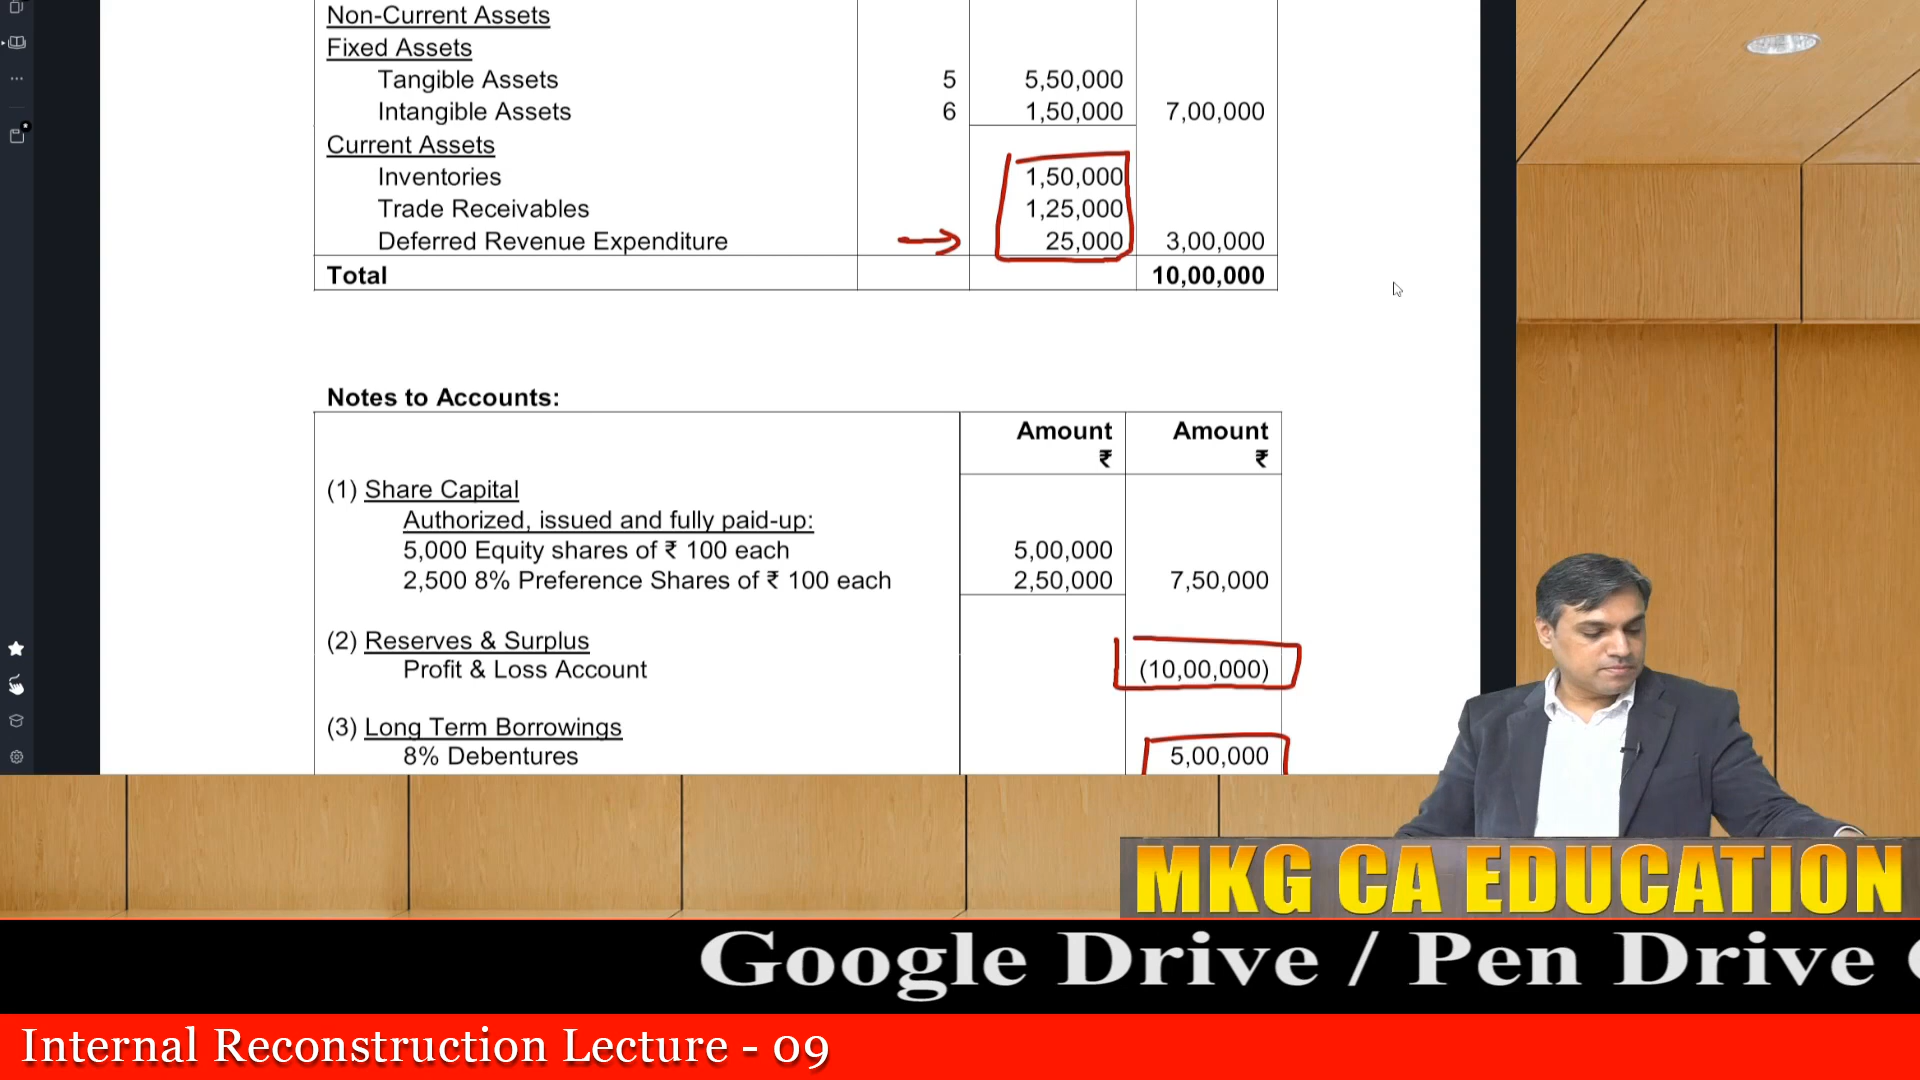 Non-Current Assets
Fixed Assets
Tangible Assets 5 5,50,000
Intangible Assets 6 1,50,000 7,00,000
Current Assets
Inventories 1,50,000
Trade Receivables 1,25,000
Deferred Revenue Expenditure 25,000 3,00,000
Total 10,00,000
Notes to Accounts:
Amount Amount
₹ ₹
(1) Share Capital
Authorized, issued and fully paid-up:
5,000 Equity shares of ₹ 100 each 5,00,000
2,500 8% Preference Shares of ₹ 100 each 2,50,000 7,50,000
(2) Reserves & Surplus
Profit & Loss Account (10,00,000)
(3) Long Term Borrowings
8% Debentures 5,00,000
MKG CA EDUCATION
Google Drive / Pen Drive
Internal Reconstruction Lecture - 09